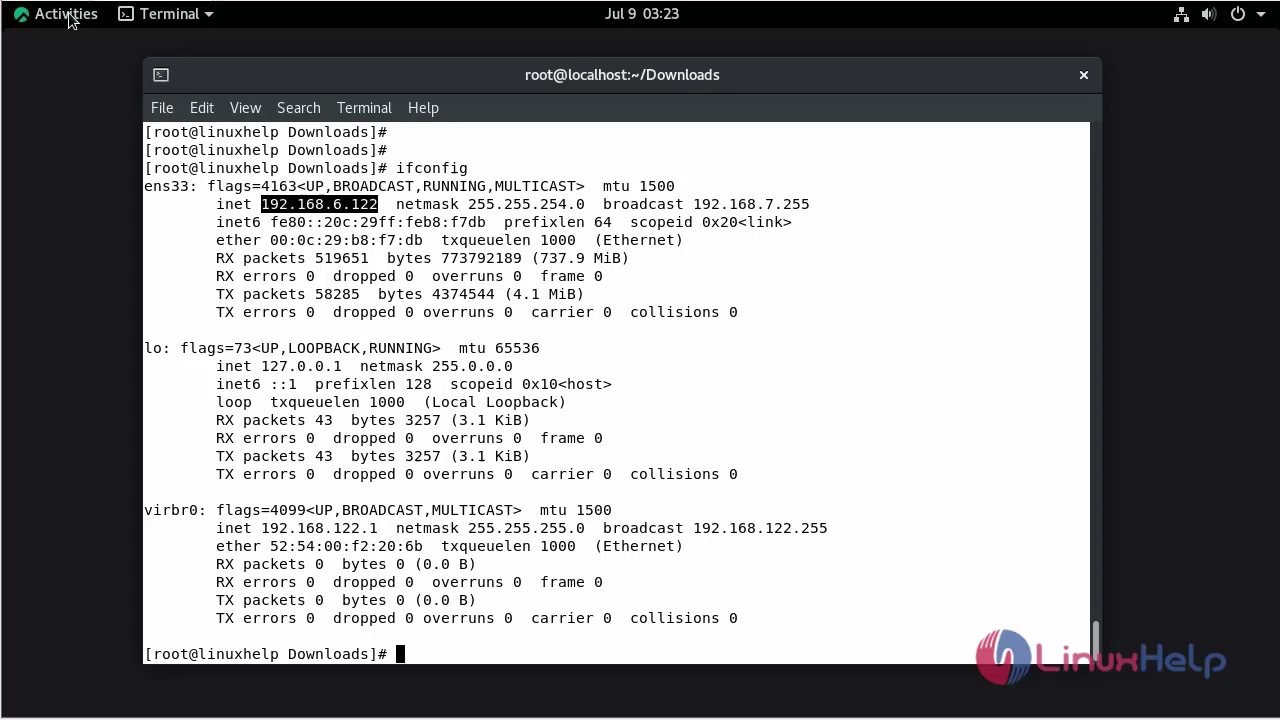 Activities Terminal Jul 9 03:23
root@localhost:~/Downloads
File Edit View Search Terminal Help
[root@linuxhelp Downloads]#
[root@linuxhelp Downloads]#
[root@linuxhelp Downloads]# ifconfig
ens33: flags=4163<UP,BROADCAST,RUNNING,MULTICAST>  mtu 1500
        inet 192.168.6.122  netmask 255.255.254.0  broadcast 192.168.7.255
        inet6 fe80::20c:29ff:feb8:f7db  prefixlen 64  scopeid 0x20<link>
        ether 00:0c:29:b8:f7:db  txqueuelen 1000  (Ethernet)
        RX packets 519651  bytes 773792189 (737.9 MiB)
        RX errors 0  dropped 0  overruns 0  frame 0
        TX packets 58285  bytes 4374544 (4.1 MiB)
        TX errors 0  dropped 0 overruns 0  carrier 0  collisions 0
lo: flags=73<UP,LOOPBACK,RUNNING>  mtu 65536
        inet 127.0.0.1  netmask 255.0.0.0
        inet6 ::1  prefixlen 128  scopeid 0x10<host>
        loop  txqueuelen 1000  (Local Loopback)
        RX packets 43  bytes 3257 (3.1 KiB)
        RX errors 0  dropped 0  overruns 0  frame 0
        TX packets 43  bytes 3257 (3.1 KiB)
        TX errors 0  dropped 0 overruns 0  carrier 0  collisions 0
virbr0: flags=4099<UP,BROADCAST,MULTICAST>  mtu 1500
        inet 192.168.122.1  netmask 255.255.255.0  broadcast 192.168.122.255
        ether 52:54:00:f2:20:6b  txqueuelen 1000  (Ethernet)
        RX packets 0  bytes 0 (0.0 B)
        RX errors 0  dropped 0  overruns 0  frame 0
        TX packets 0  bytes 0 (0.0 B)
        TX errors 0  dropped 0 overruns 0  carrier 0  collisions 0
[root@linuxhelp Downloads]#
LinuxHelp